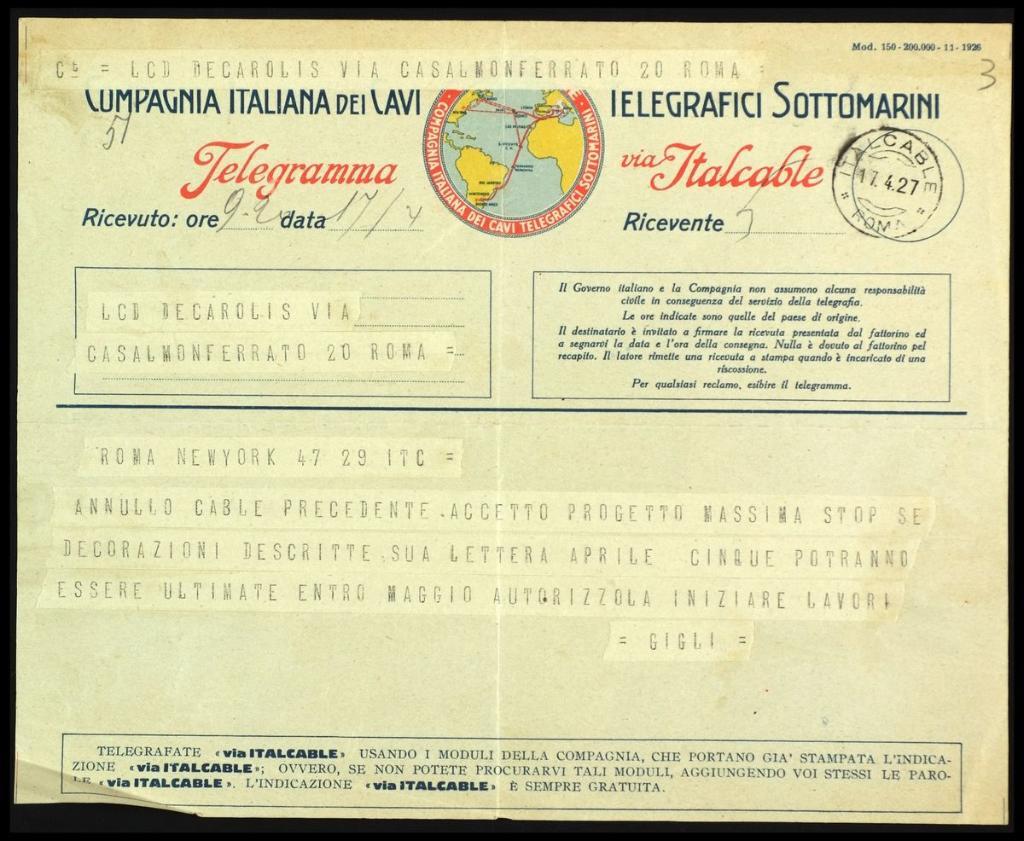 Mod. 150-200.000-11-1926
3
Ct = LCD DECAROLIS VIA CASALMONFERRATO 20 ROMA =
COMPAGNIA ITALIANA DEI CAVI TELEGRAFICI SOTTOMARINI
51
COMPAGNIA ITALIANA DEI CAVI TELEGRAFICI SOTTOMARINI
Telegramma via Italcable
ITALCABLE
17.4.27
ROMA
Ricevuto: ore 9-20 data 17/4 Ricevente
LCD DECAROLIS VIA
CASALMONFERRATO 20 ROMA =
Il Governo italiano e la Compagnia non assumono alcuna responsabilità
civile in conseguenza del servizio della telegrafia.
Le ore indicate sono quelle del paese di origine.
Il destinatario è invitato a firmare la ricevuta presentata dal fattorino ed
a segnarvi la data e l'ora della consegna. Nulla è dovuto al fattorino pel
recapito. Il latore rimette una ricevuta a stampa quando è incaricato di una
riscossione.
Per qualsiasi reclamo, esibire il telegramma.
ROMA NEWYORK 47 29 ITC =
ANNULLO CABLE PRECEDENTE.ACCETTO PROGETTO MASSIMA STOP SE
DECORAZIONI DESCRITTE SUA LETTERA APRILE CINQUE POTRANNO
ESSERE ULTIMATE ENTRO MAGGIO AUTORIZZOLA INIZIARE LAVORI
= GIGLI =
TELEGRAFATE «via ITALCABLE» USANDO I MODULI DELLA COMPAGNIA, CHE PORTANO GIA' STAMPATA L'INDICA-
ZIONE «via ITALCABLE»; OVVERO, SE NON POTETE PROCURARVI TALI MODULI, AGGIUNGENDO VOI STESSI LE PARO-
LE «via ITALCABLE». L'INDICAZIONE «via ITALCABLE» È SEMPRE GRATUITA.